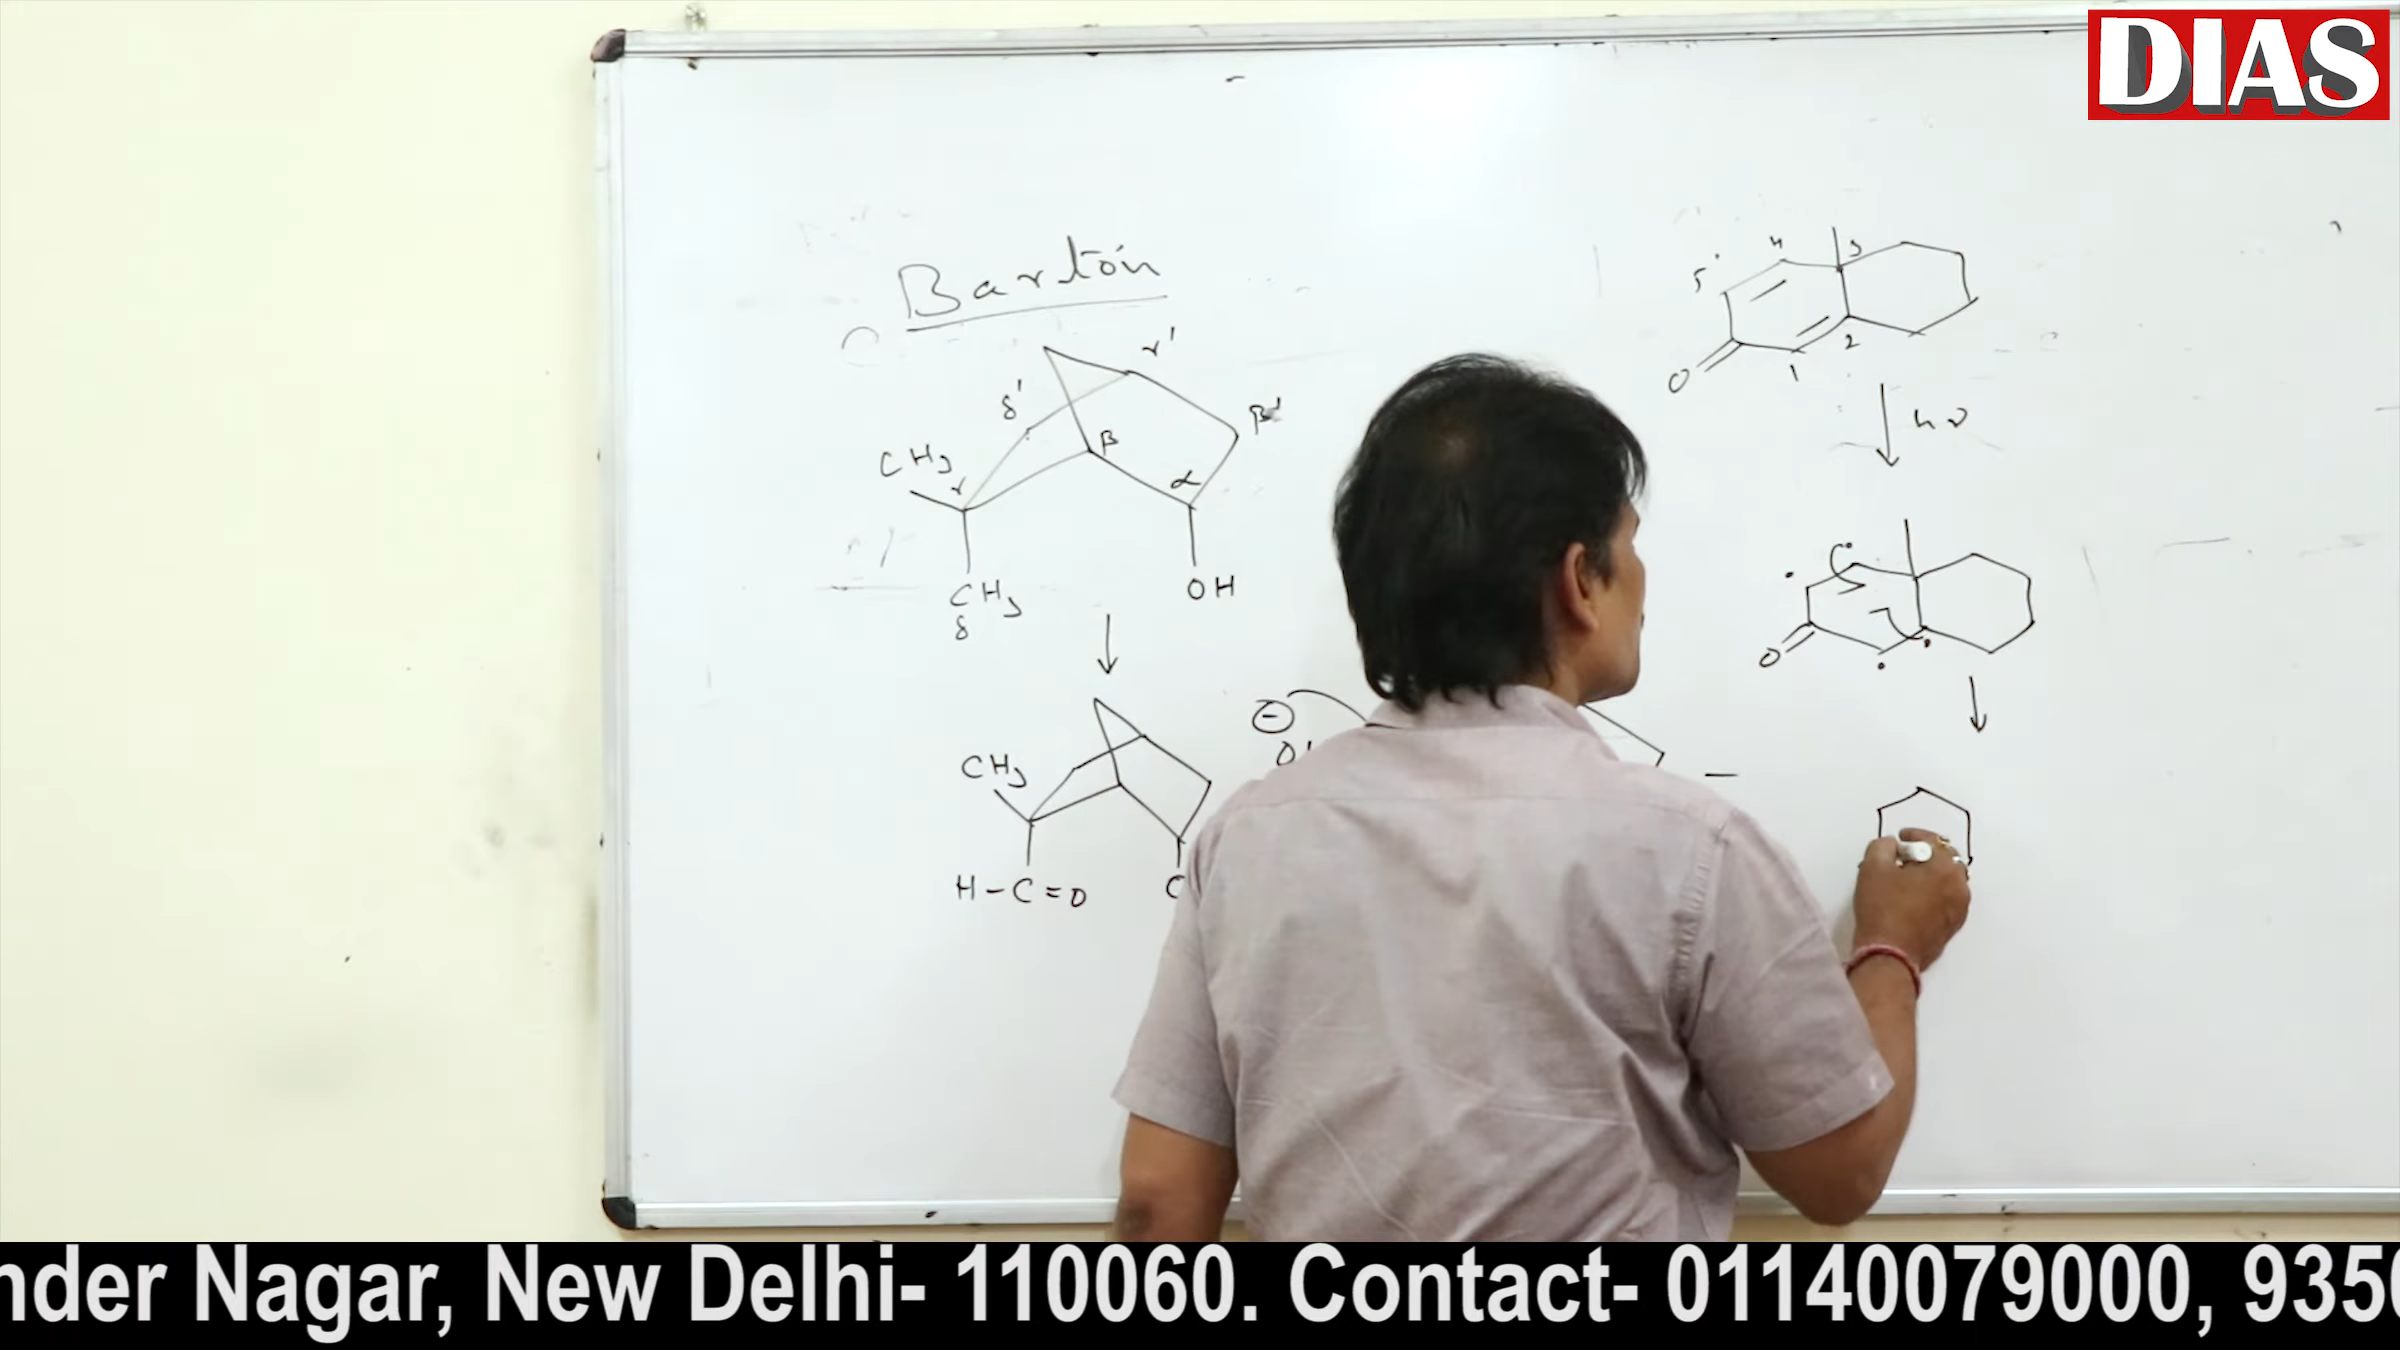 DIAS
Barton
γ'
δ'
β'
β
CH3
γ
α
CH3
δ
OH
CH3
H-C=O
C
⊖
4
3
5
O
1
2
hν
O
nder Nagar, New Delhi- 110060. Contact- 01140079000, 935